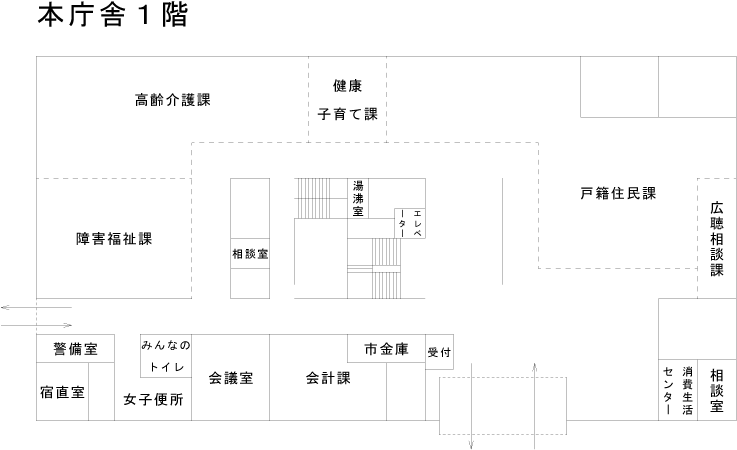 本庁舎１階
高齢介護課
健康
子育て課
戸籍住民課
広聴相談課
障害福祉課
相談室
湯沸室
エレベ
ーター
警備室
宿直室
みんなの
トイレ
女子便所
会議室
会計課
市金庫
受付
消費生活
センター
相談室